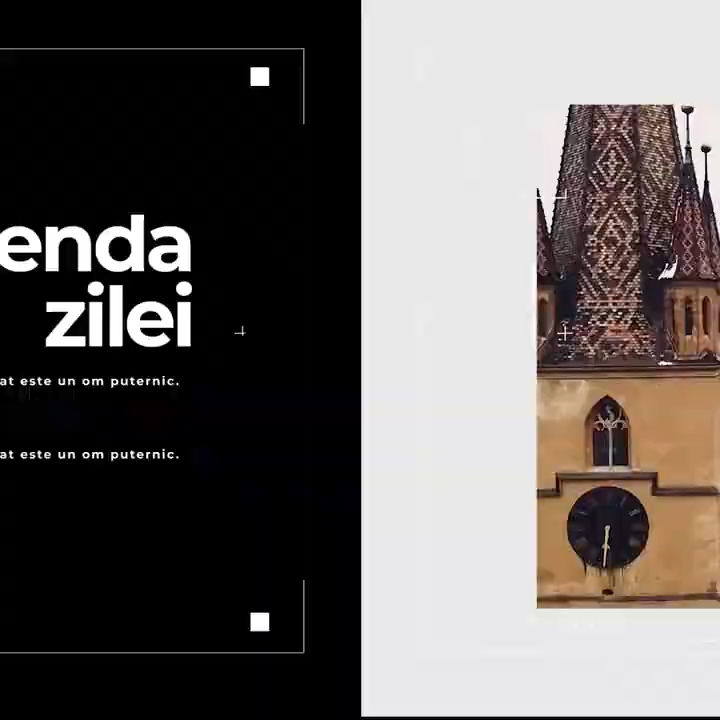 enda
zilei
at este un om puternic.
at este un om puternic.